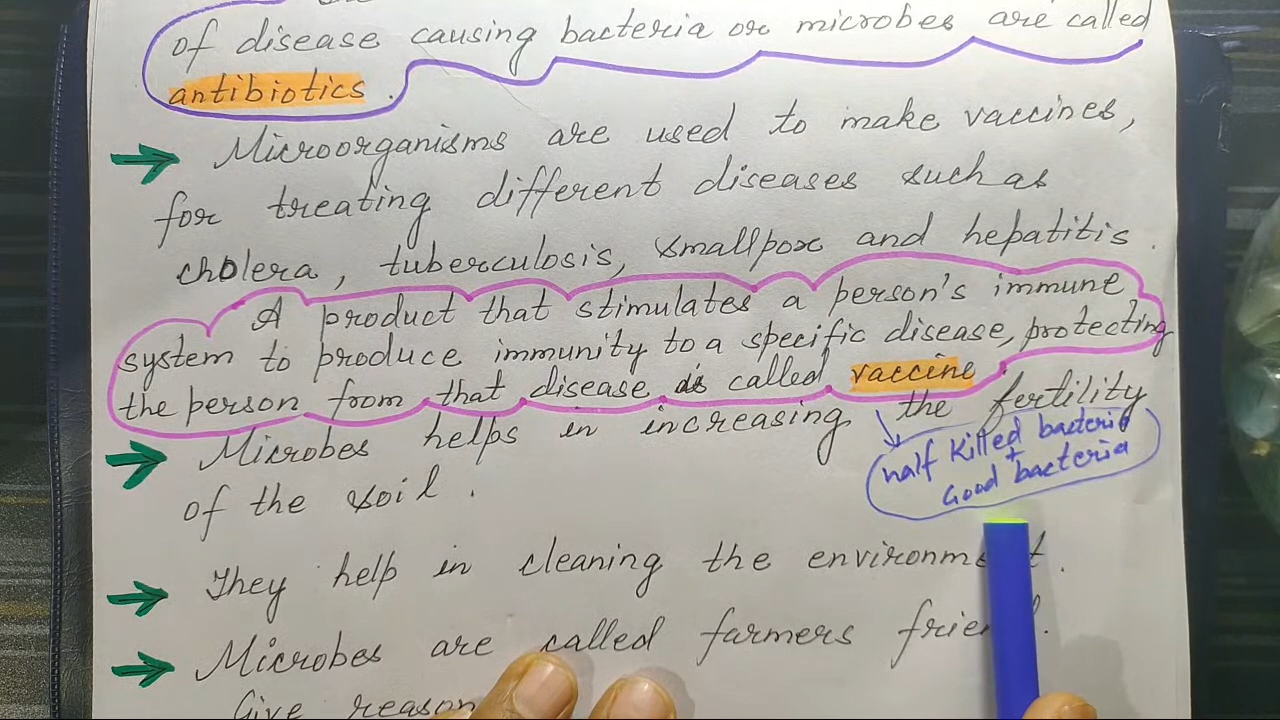 of disease causing bacteria or microbes are called
antibiotics.
Microorganisms are used to make vaccines,
for treating different diseases such as
cholera, tuberculosis, smallpox and hepatitis.
A product that stimulates a person's immune
system to produce immunity to a specific disease, protecting
the person from that disease is called vaccine.
Microbes helps in increasing the fertility
half killed bacteria
+
Good bacteria
of the soil.
They help in cleaning the environment.
Microbes are called farmers friend.
Give reason